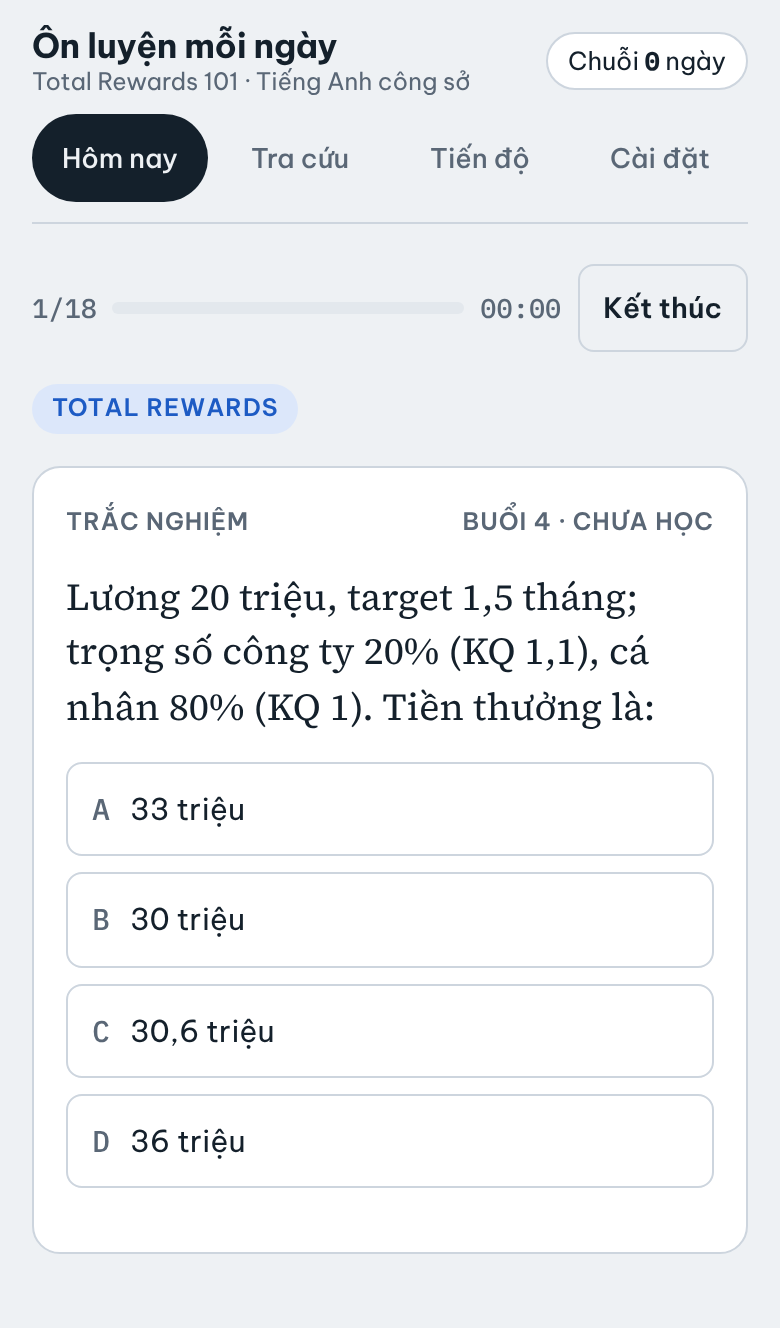 Ôn luyện mỗi ngày
Total Rewards 101 · Tiếng Anh công sở
Chuỗi 0 ngày
Hôm nay
Tra cứu
Tiến độ
Cài đặt
1/18
00:00
Kết thúc
TOTAL REWARDS
TRẮC NGHIỆM
BUỔI 4 · CHƯA HỌC
Lương 20 triệu, target 1,5 tháng;
trọng số công ty 20% (KQ 1,1), cá
nhân 80% (KQ 1). Tiền thưởng là:
A 33 triệu
B 30 triệu
C 30,6 triệu
D 36 triệu